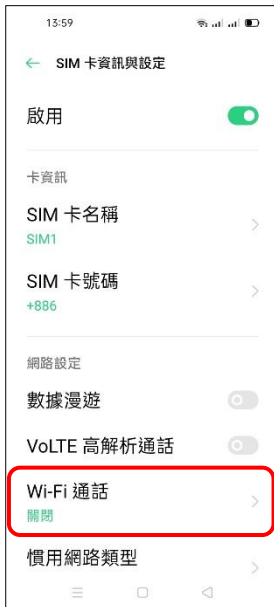 13:59
← SIM 卡資訊與設定
啟用
卡資訊
SIM 卡名稱
SIM1
SIM 卡號碼
+886
網路設定
數據漫遊
VoLTE 高解析通話
Wi-Fi 通話
關閉
慣用網路類型